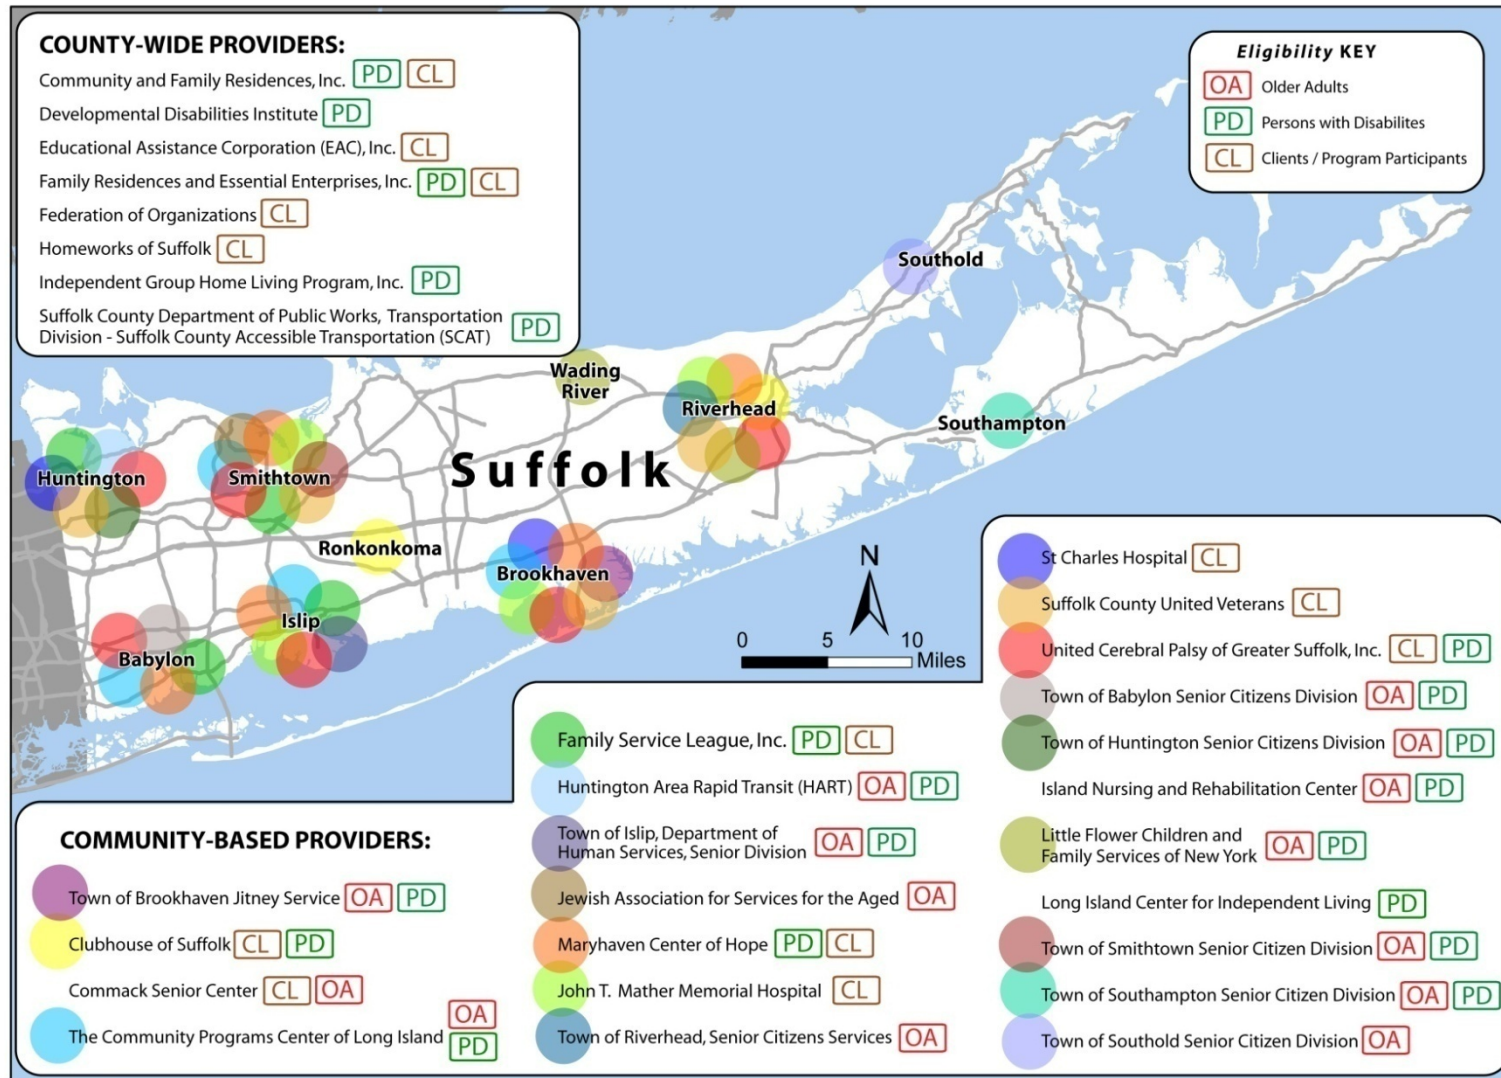 COUNTY-WIDE PROVIDERS:
Community and Family Residences, Inc. PD CL
Developmental Disabilities Institute PD
Educational Assistance Corporation (EAC), Inc. CL
Family Residences and Essential Enterprises, Inc. PD CL
Federation of Organizations CL
Homeworks of Suffolk CL
Independent Group Home Living Program, Inc. PD
Suffolk County Department of Public Works, Transportation
Division - Suffolk County Accessible Transportation (SCAT) PD
Eligibility KEY
OA Older Adults
PD Persons with Disabilites
CL Clients / Program Participants
Southold
Wading
River
Riverhead
Southampton
Huntington
Smithtown
Suffolk
Ronkonkoma
Brookhaven
Islip
Babylon
N
0 5 10
Miles
COMMUNITY-BASED PROVIDERS:
Town of Brookhaven Jitney Service OA PD
Clubhouse of Suffolk CL PD
Commack Senior Center CL OA
The Community Programs Center of Long Island OA PD
Family Service League, Inc. PD CL
Huntington Area Rapid Transit (HART) OA PD
Town of Islip, Department of
Human Services, Senior Division OA PD
Jewish Association for Services for the Aged OA
Maryhaven Center of Hope PD CL
John T. Mather Memorial Hospital CL
Town of Riverhead, Senior Citizens Services OA
St Charles Hospital CL
Suffolk County United Veterans CL
United Cerebral Palsy of Greater Suffolk, Inc. CL PD
Town of Babylon Senior Citizens Division OA PD
Town of Huntington Senior Citizens Division OA PD
Island Nursing and Rehabilitation Center OA PD
Little Flower Children and
Family Services of New York OA PD
Long Island Center for Independent Living PD
Town of Smithtown Senior Citizen Division OA PD
Town of Southampton Senior Citizen Division OA PD
Town of Southold Senior Citizen Division OA